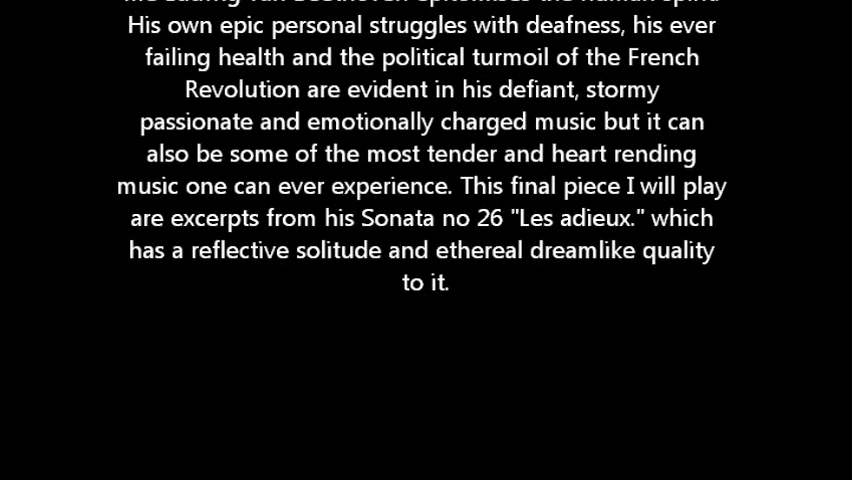 His own epic personal struggles with deafness, his ever
failing health and the political turmoil of the French
Revolution are evident in his defiant, stormy
passionate and emotionally charged music but it can
also be some of the most tender and heart rending
music one can ever experience. This final piece I will play
are excerpts from his Sonata no 26 "Les adieux." which
has a reflective solitude and ethereal dreamlike quality
to it.